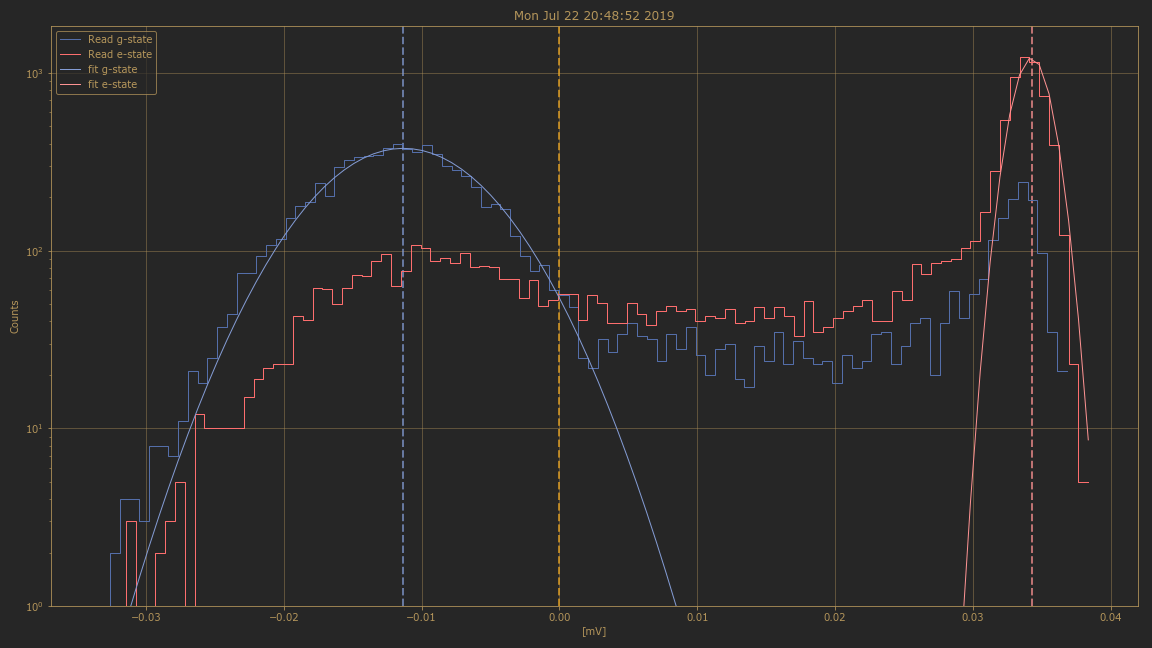 Mon Jul 22 20:48:52 2019
Read g-state
Read e-state
fit g-state
fit e-state
10³
10²
10¹
10⁰
Counts
−0.03 −0.02 −0.01 0.00 0.01 0.02 0.03 0.04
[mV]